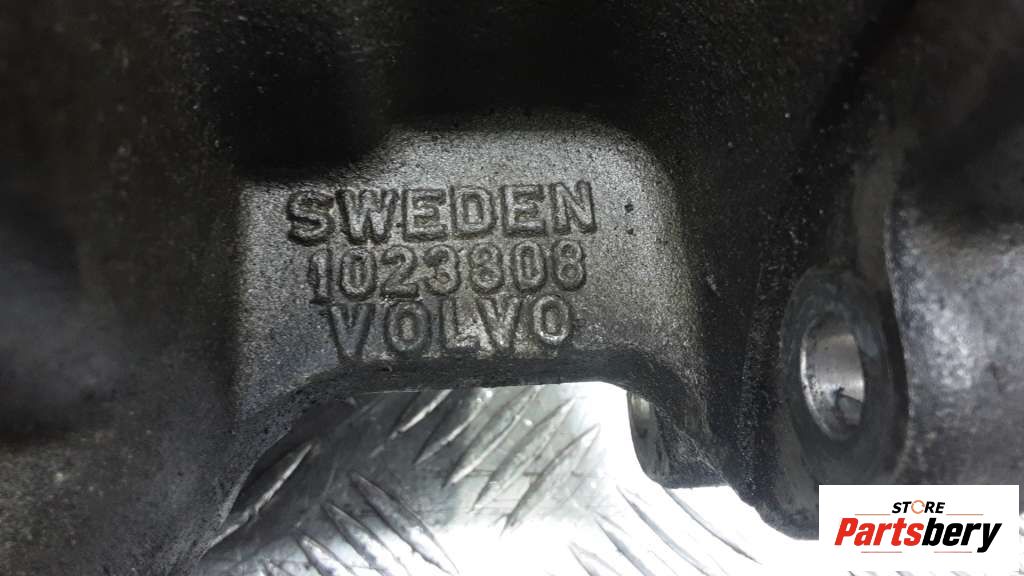 SWEDEN
1023808
VOLVO
STORE
Partsbery